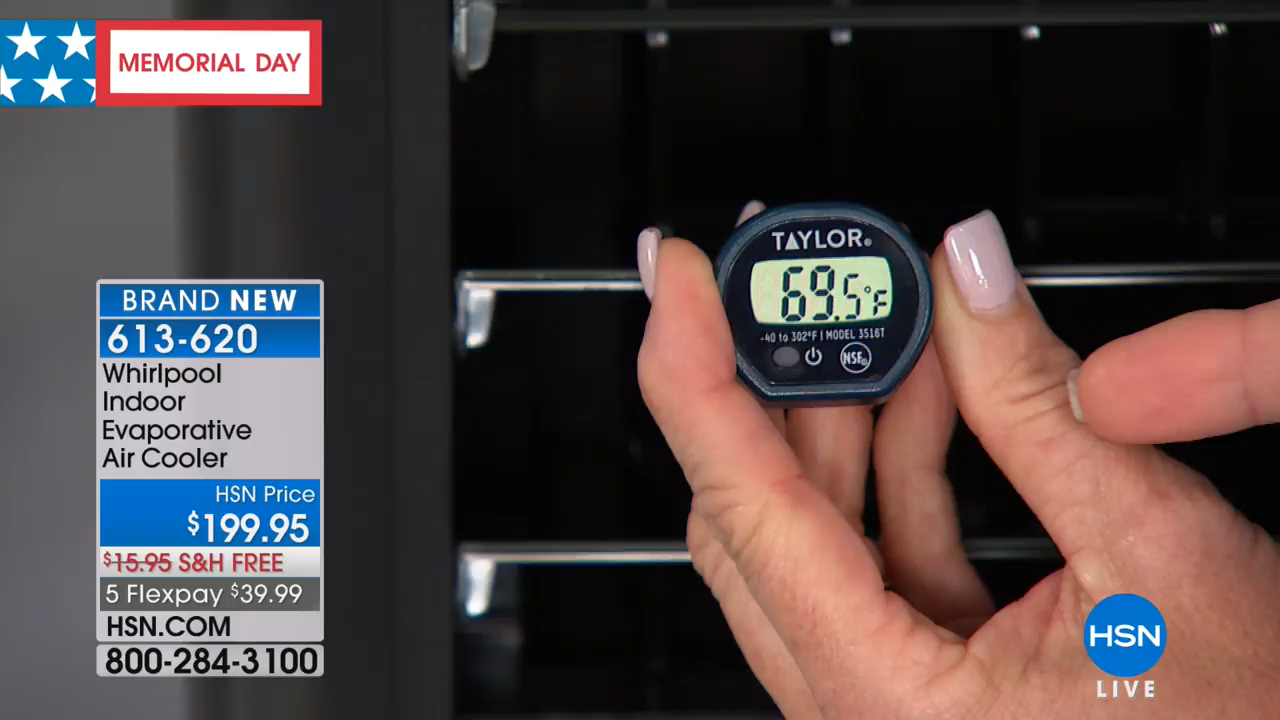 MEMORIAL DAY
BRAND NEW
613-620
Whirlpool
Indoor
Evaporative
Air Cooler
HSN Price
$199.95
$15.95 S&H FREE
5 Flexpay $39.99
HSN.COM
800-284-3100
TAYLOR®
69.5°F
-40 to 302°F | MODEL 3516T
NSF®
HSN
LIVE